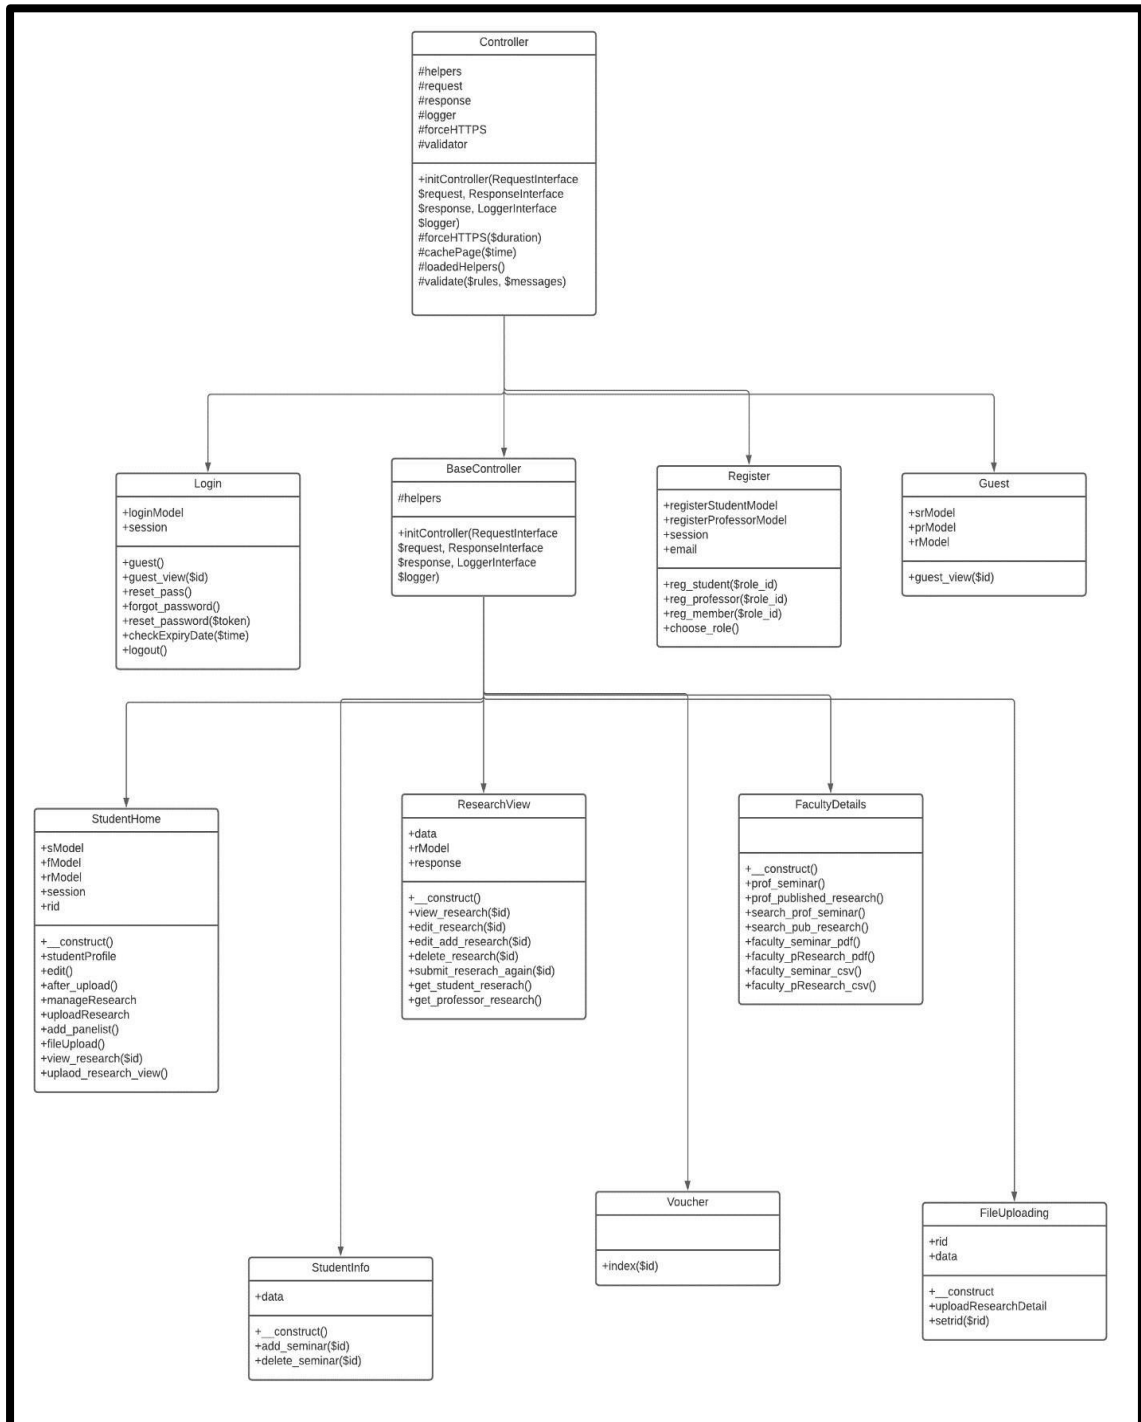 Controller
#helpers
#request
#response
#logger
#forceHTTPS
#validator
+initController(RequestInterface
$request, ResponseInterface
$response, LoggerInterface
$logger)
#forceHTTPS($duration)
#cachePage($time)
#loadedHelpers()
#validate($rules, $messages)
Login
+loginModel
+session
+guest()
+guest_view($id)
+reset_pass()
+forgot_password()
+reset_password($token)
+checkExpiryDate($time)
+logout()
BaseController
#helpers
+initController(RequestInterface
$request, ResponseInterface
$response, LoggerInterface
$logger)
Register
+registerStudentModel
+registerProfessorModel
+session
+email
+reg_student($role_id)
+reg_professor($role_id)
+reg_member($role_id)
+choose_role()
Guest
+srModel
+prModel
+rModel
+guest_view($id)
StudentHome
+sModel
+fModel
+rModel
+session
+rid
+__construct()
+studentProfile
+edit()
+after_upload()
+manageResearch
+uploadResearch
+add_panelist()
+fileUpload()
+view_research($id)
+uplaod_research_view()
ResearchView
+data
+rModel
+response
+__construct()
+view_research($id)
+edit_research($id)
+edit_add_research($id)
+delete_research($id)
+submit_reserach_again($id)
+get_student_reserach()
+get_professor_research()
FacultyDetails
+__construct()
+prof_seminar()
+prof_published_research()
+search_prof_seminar()
+search_pub_research()
+faculty_seminar_pdf()
+faculty_pResearch_pdf()
+faculty_seminar_csv()
+faculty_pResearch_csv()
StudentInfo
+data
+__construct()
+add_seminar($id)
+delete_seminar($id)
Voucher
+index($id)
FileUploading
+rid
+data
+__construct
+uploadResearchDetail
+setrid($rid)